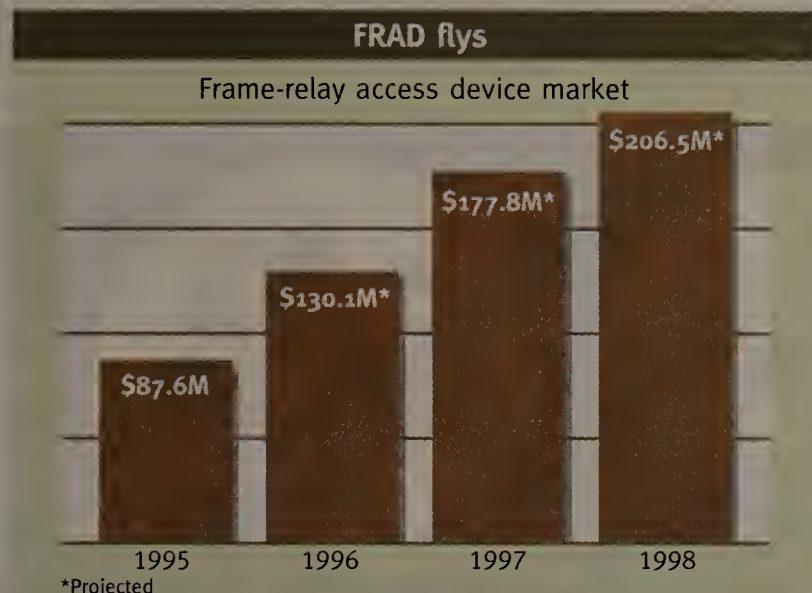 FRAD flys
Frame-relay access device market
$87.6M
$130.1M*
$177.8M*
$206.5M*
1995 1996 1997 1998
*Projected